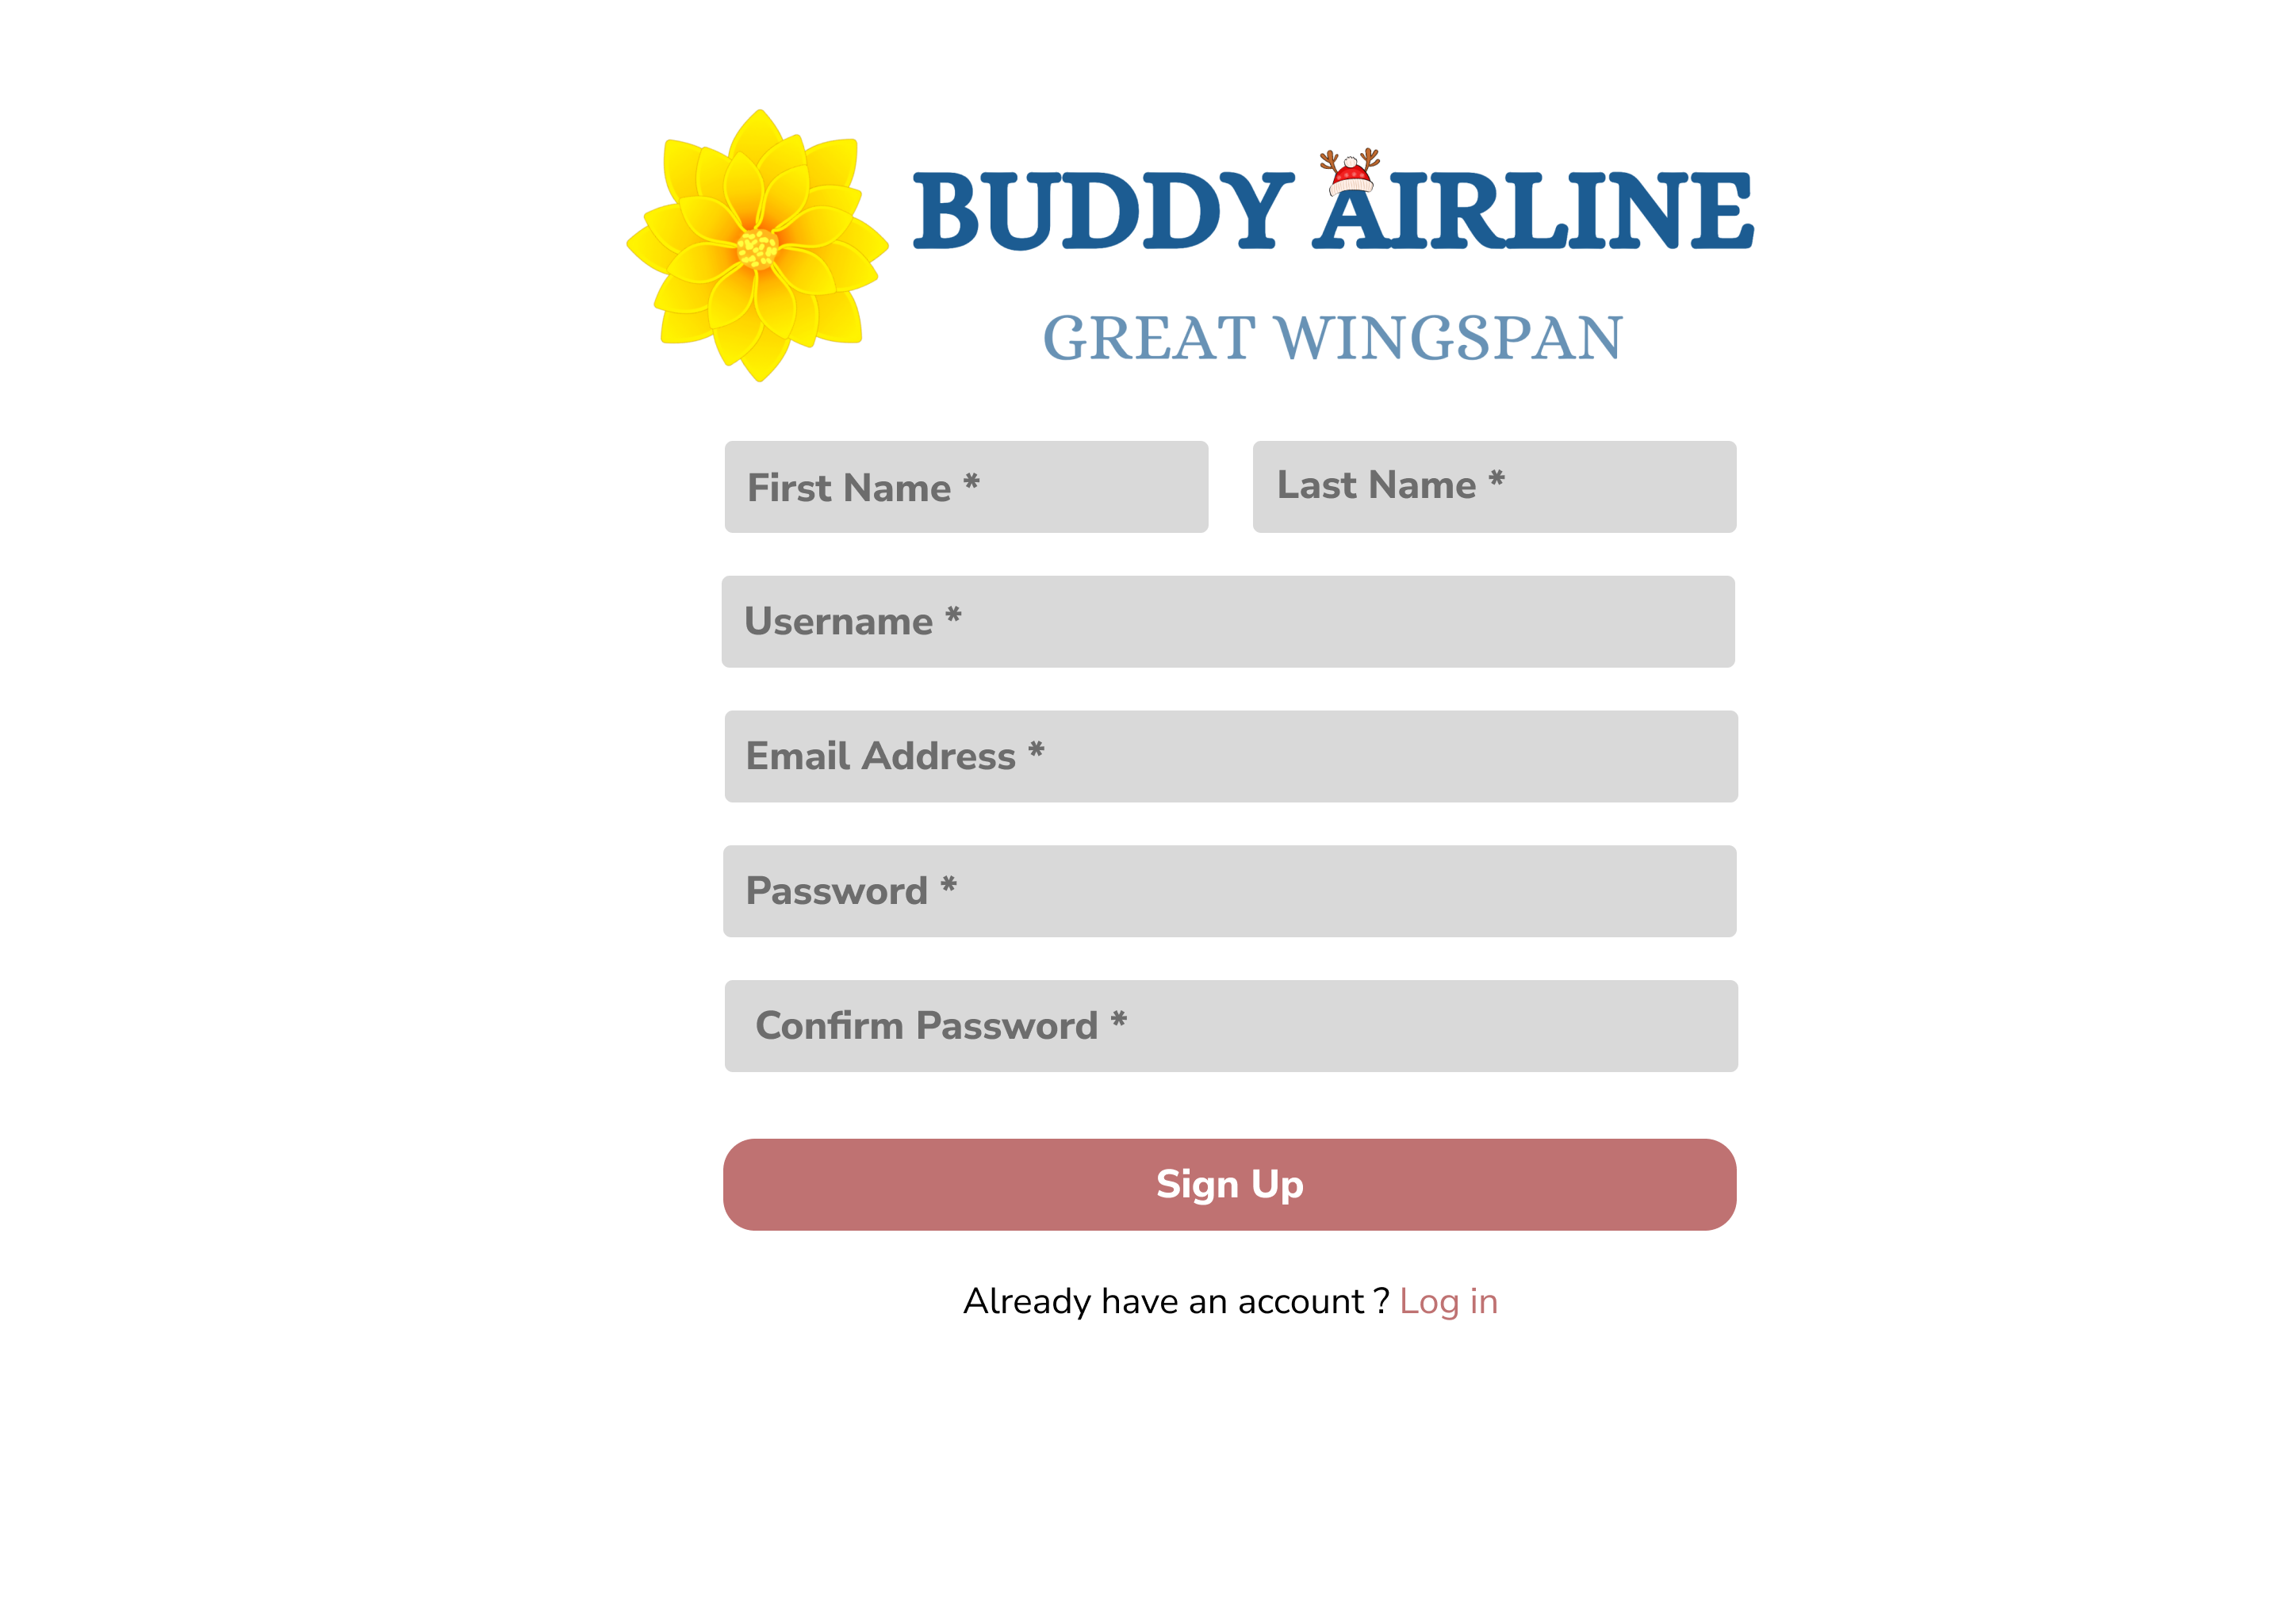 BUDDY AIRLINE
GREAT WINGSPAN
First Name * Last Name *
Username *
Email Address *
Password *
Confirm Password *
Sign Up
Already have an account ? Log in